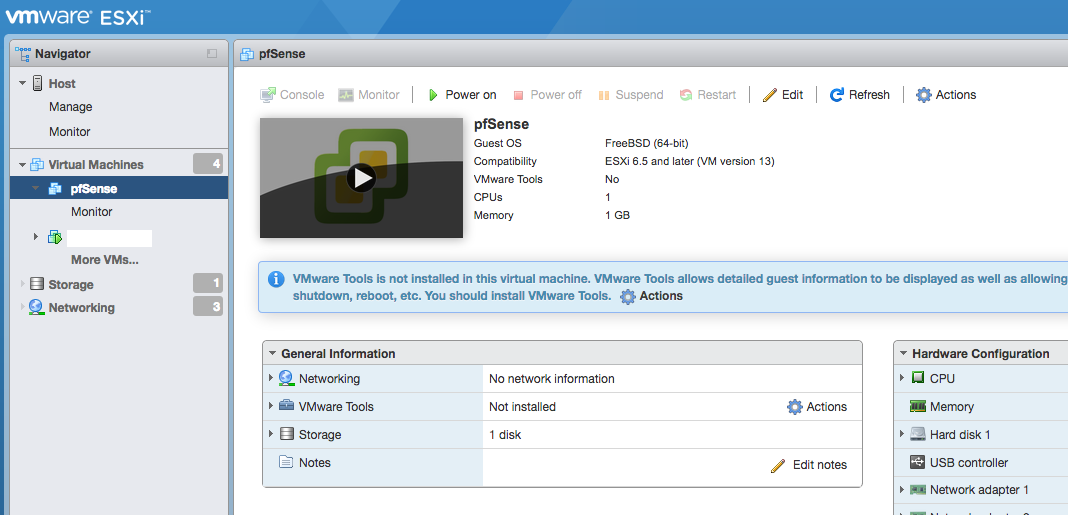 vmware ESXi™
Navigator
Host
Manage
Monitor
Virtual Machines 4
pfSense
Monitor
More VMs...
Storage 1
Networking 3
pfSense
Console Monitor Power on Power off Suspend Restart Edit Refresh Actions
pfSense
Guest OS FreeBSD (64-bit)
Compatibility ESXi 6.5 and later (VM version 13)
VMware Tools No
CPUs 1
Memory 1 GB
VMware Tools is not installed in this virtual machine. VMware Tools allows detailed guest information to be displayed as well as allowing
shutdown, reboot, etc. You should install VMware Tools. Actions
General Information
Networking No network information
VMware Tools Not installed Actions
Storage 1 disk
Notes Edit notes
Hardware Configuration
CPU
Memory
Hard disk 1
USB controller
Network adapter 1